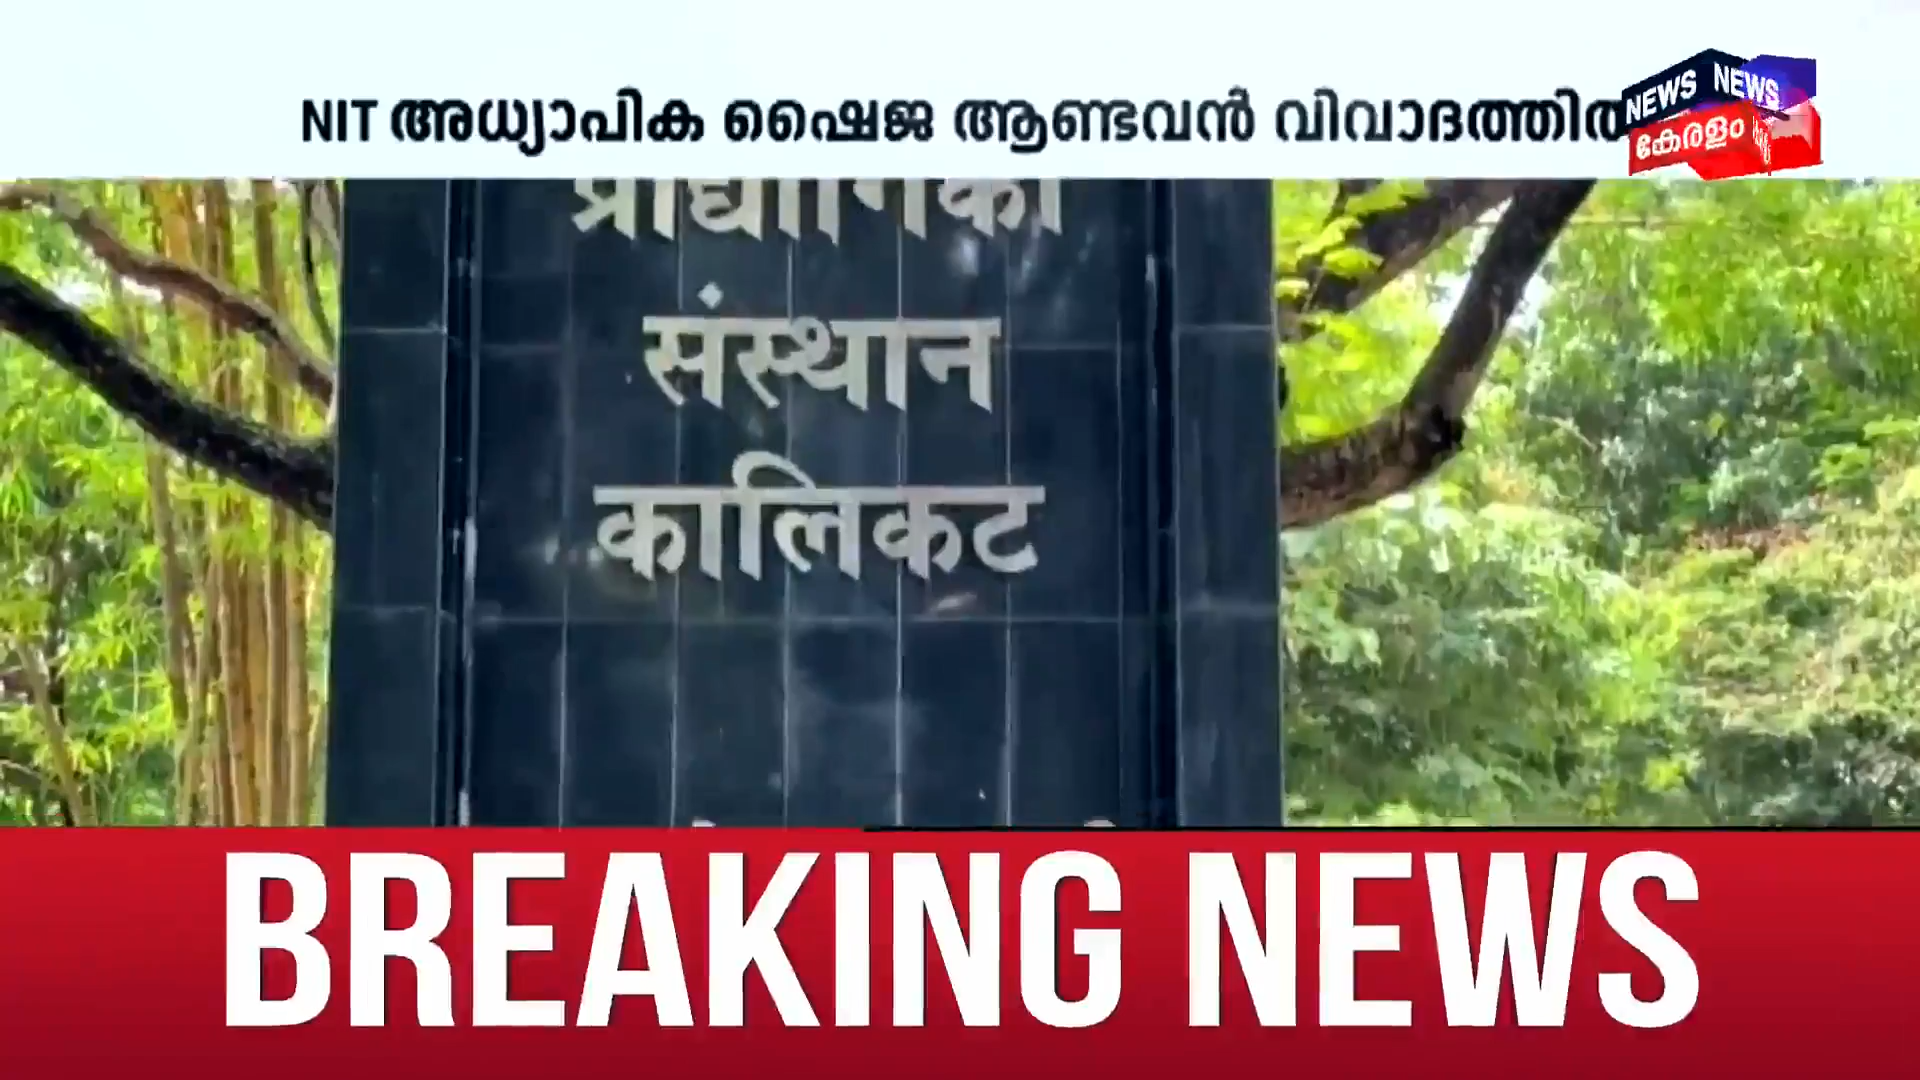 NIT അധ്യാപിക ഷൈജ ആണ്ടവൻ വിവാദത്തിൽ
NEWS NEWS
കേരളം
संस्थान
कालिकट
BREAKING NEWS